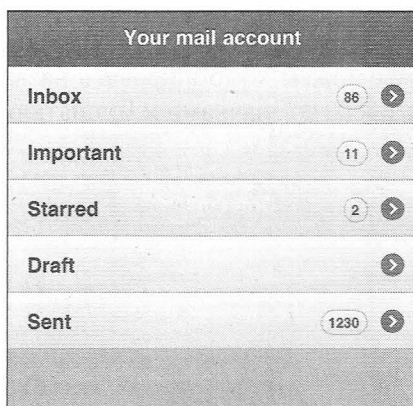 Your mail account
Inbox 86
Important 11
Starred 2
Draft
Sent 1230